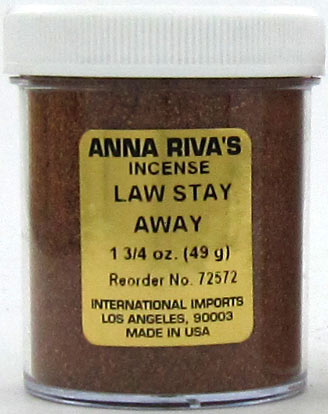 ANNA RIVA'S
INCENSE
LAW STAY
AWAY
1 3/4 oz. (49 g)
Reorder No. 72572
INTERNATIONAL IMPORTS
LOS ANGELES, 90003
MADE IN USA